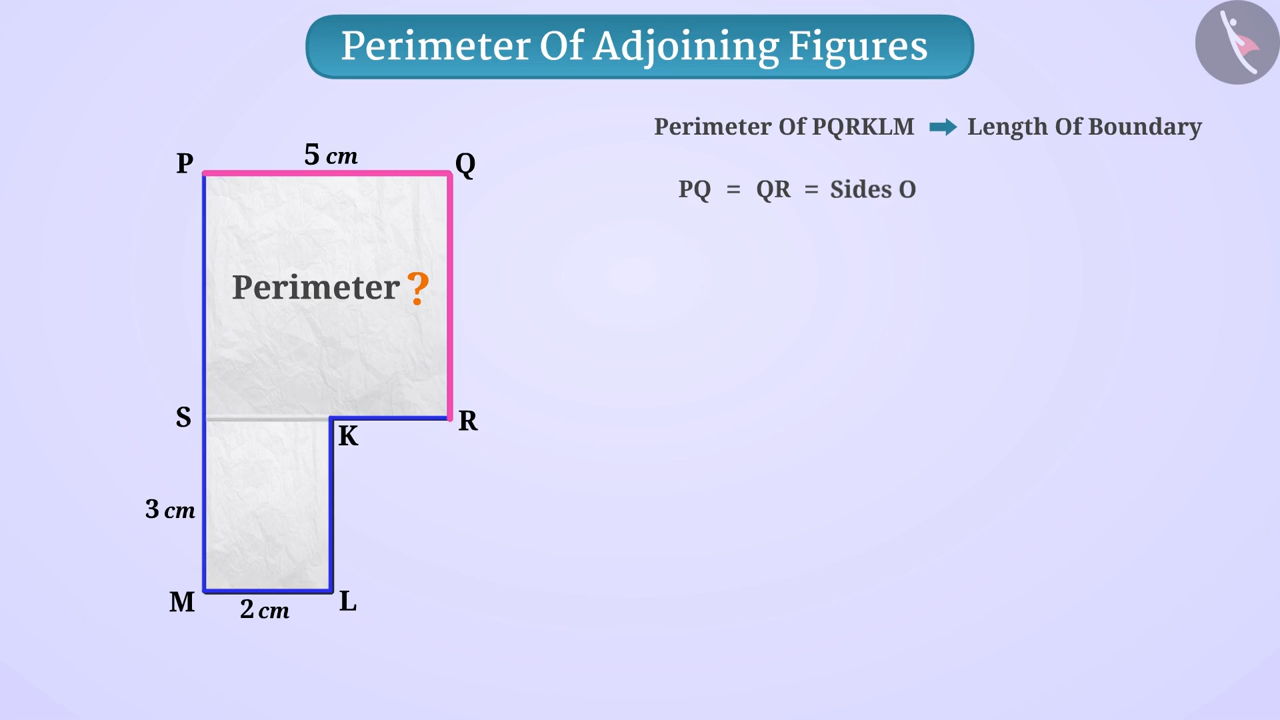 Perimeter Of Adjoining Figures
Perimeter Of PQRKLM ➡ Length Of Boundary
PQ = QR = Sides O
P 5 cm Q
Perimeter ?
S K R
3 cm
M 2 cm L